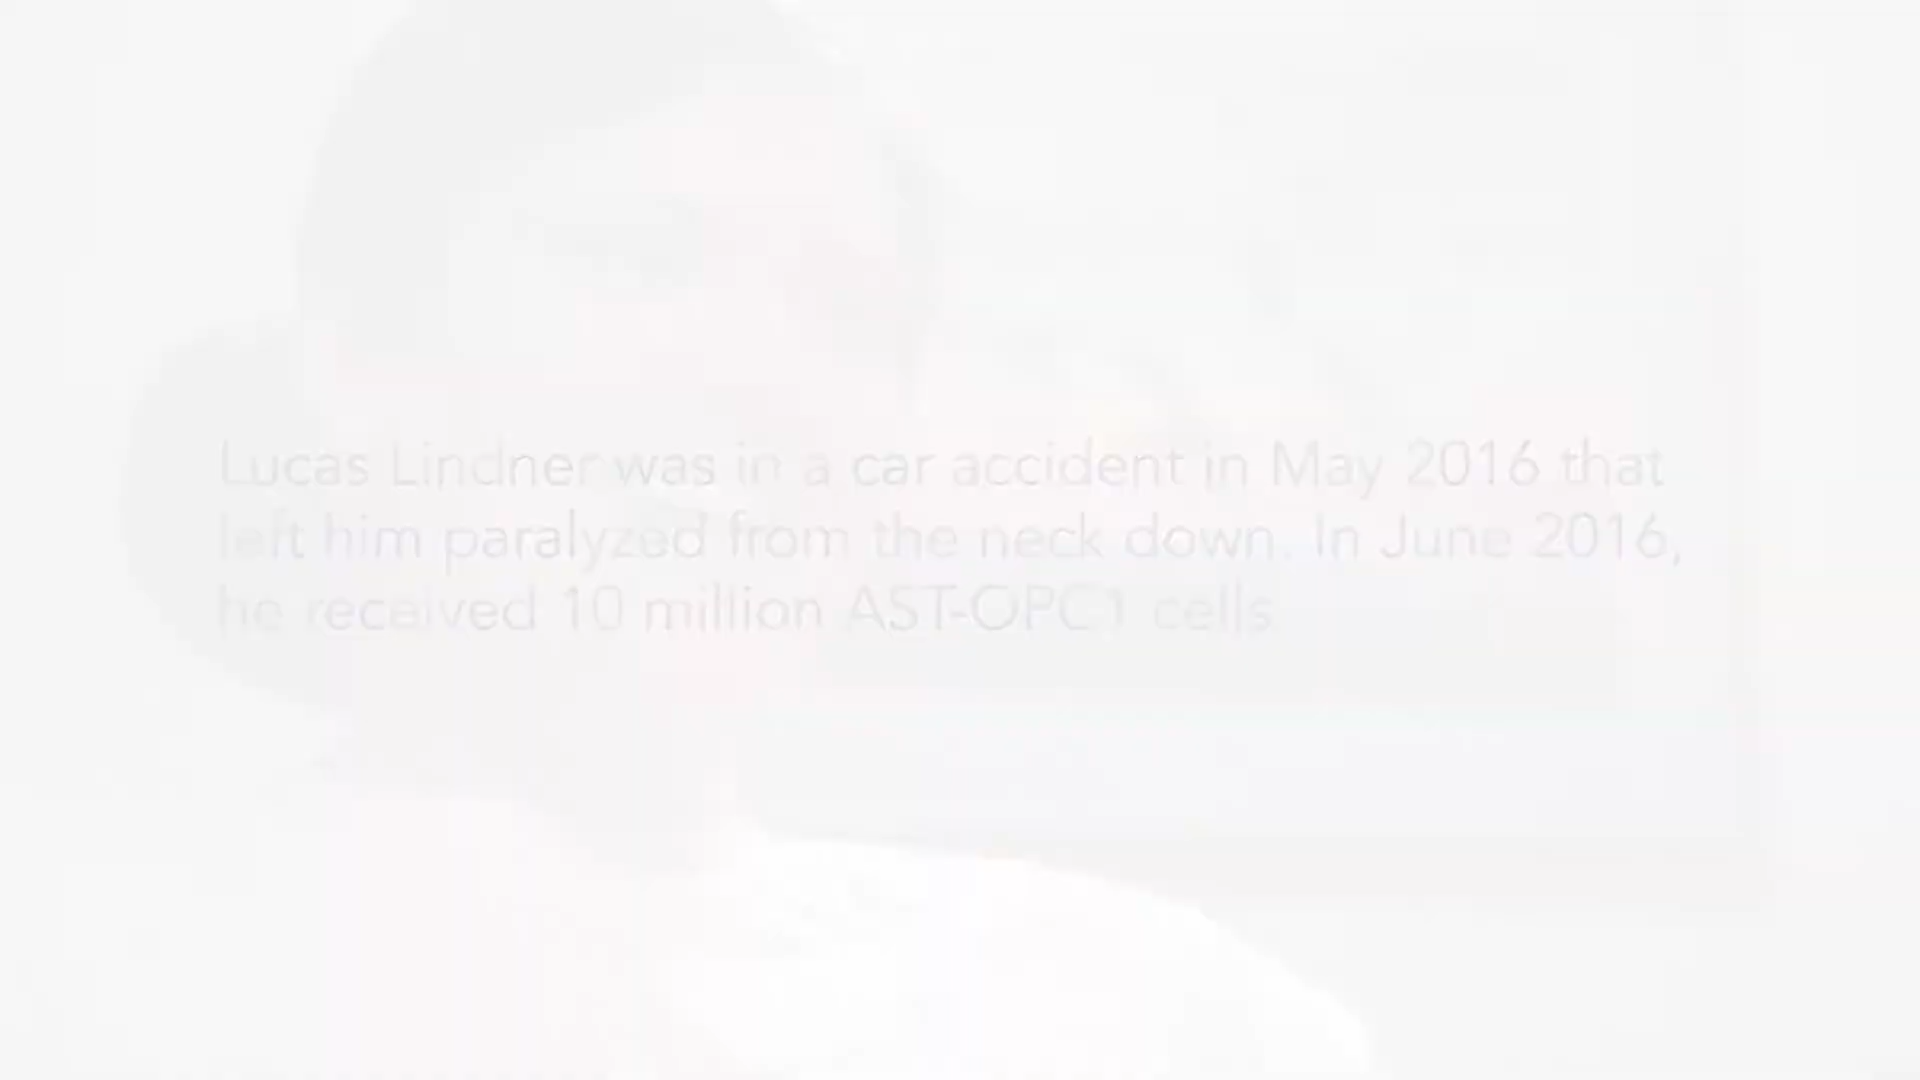 Lucas Lindner was in a car accident in May 2016 that
left him paralyzed from the neck down. In June 2016,
he received 10 million AST-OPC1 cells